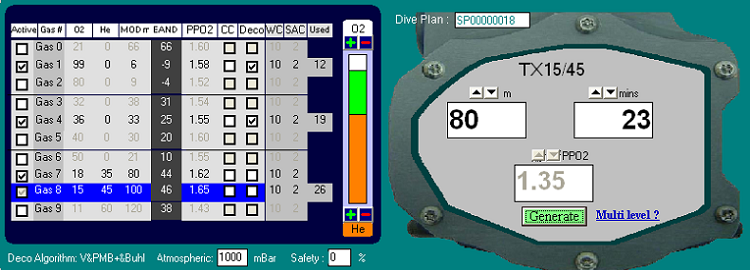 Active Gas # O2 He MOD m EAND PPO2 CC Deco WC SAC Used
Gas 0 21 0 66 66 1.60 10 2
Gas 1 99 0 6 -9 1.58 10 2 12
Gas 2 80 0 9 -4 1.52 10 2
Gas 3 32 0 38 31 1.54 10 2
Gas 4 36 0 33 25 1.55 10 2 19
Gas 5 40 0 30 20 1.60 10 2
Gas 6 50 0 21 10 1.55 10 2
Gas 7 18 35 80 44 1.62 10 2
Gas 8 15 45 100 46 1.65 10 2 26
Gas 9 11 60 120 38 1.43 10 2
O2
He
Deco Algorithm: V&PMB+&Buhl Atmospheric: 1000 mBar Safety: 0 %
Dive Plan : SP00000018
TX15/45
m mins
80 23
PPO2
1.35
Generate Multi level ?